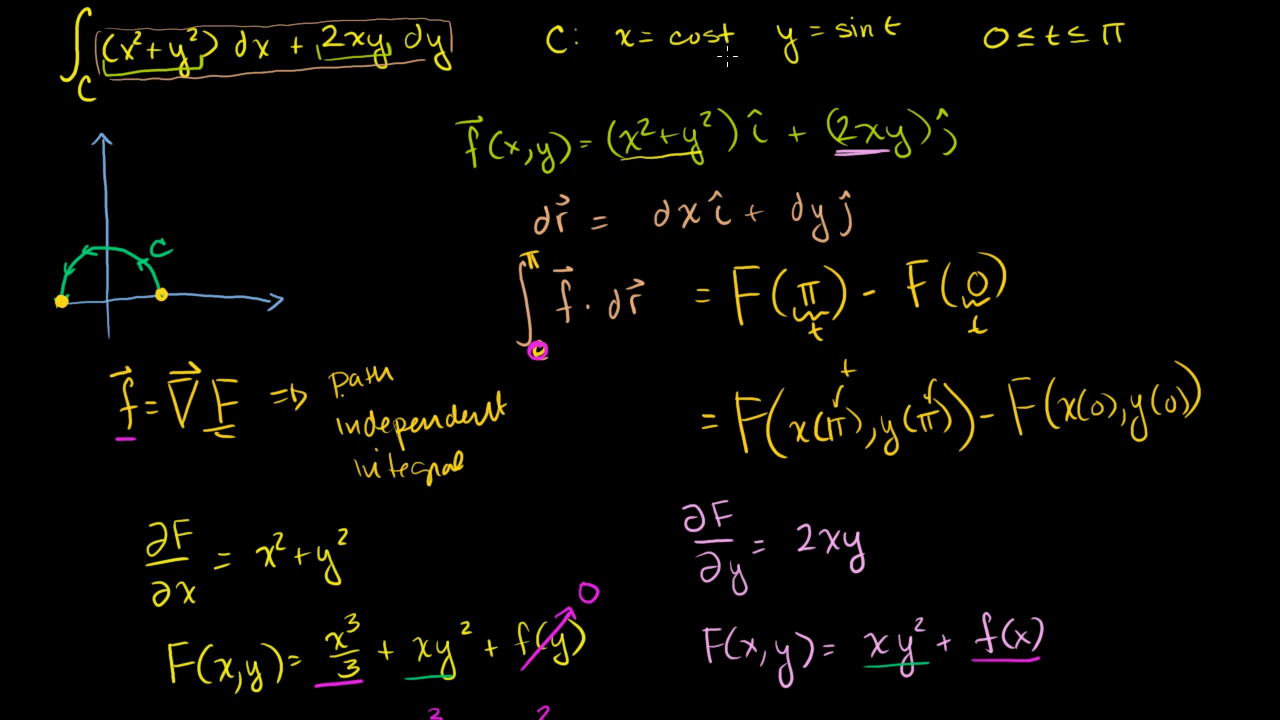 ∫_C (x² + y²) dx + 2xy dy    C: x = cos t  y = sin t    0 ≤ t ≤ π
f⃗(x,y) = (x² + y²) î + (2xy) ĵ
dr⃗ = dx î + dy ĵ
C
∫_0^π f⃗ · dr⃗ = F(π) − F(0)
t    t
f⃗ = ∇⃗F ⇒ path
independent
integral
t
= F(x(π), y(π)) − F(x(0), y(0))
∂F/∂x = x² + y²
∂F/∂y = 2xy
0
F(x,y) = x³/3 + xy² + f(y)
F(x,y) = xy² + f(x)